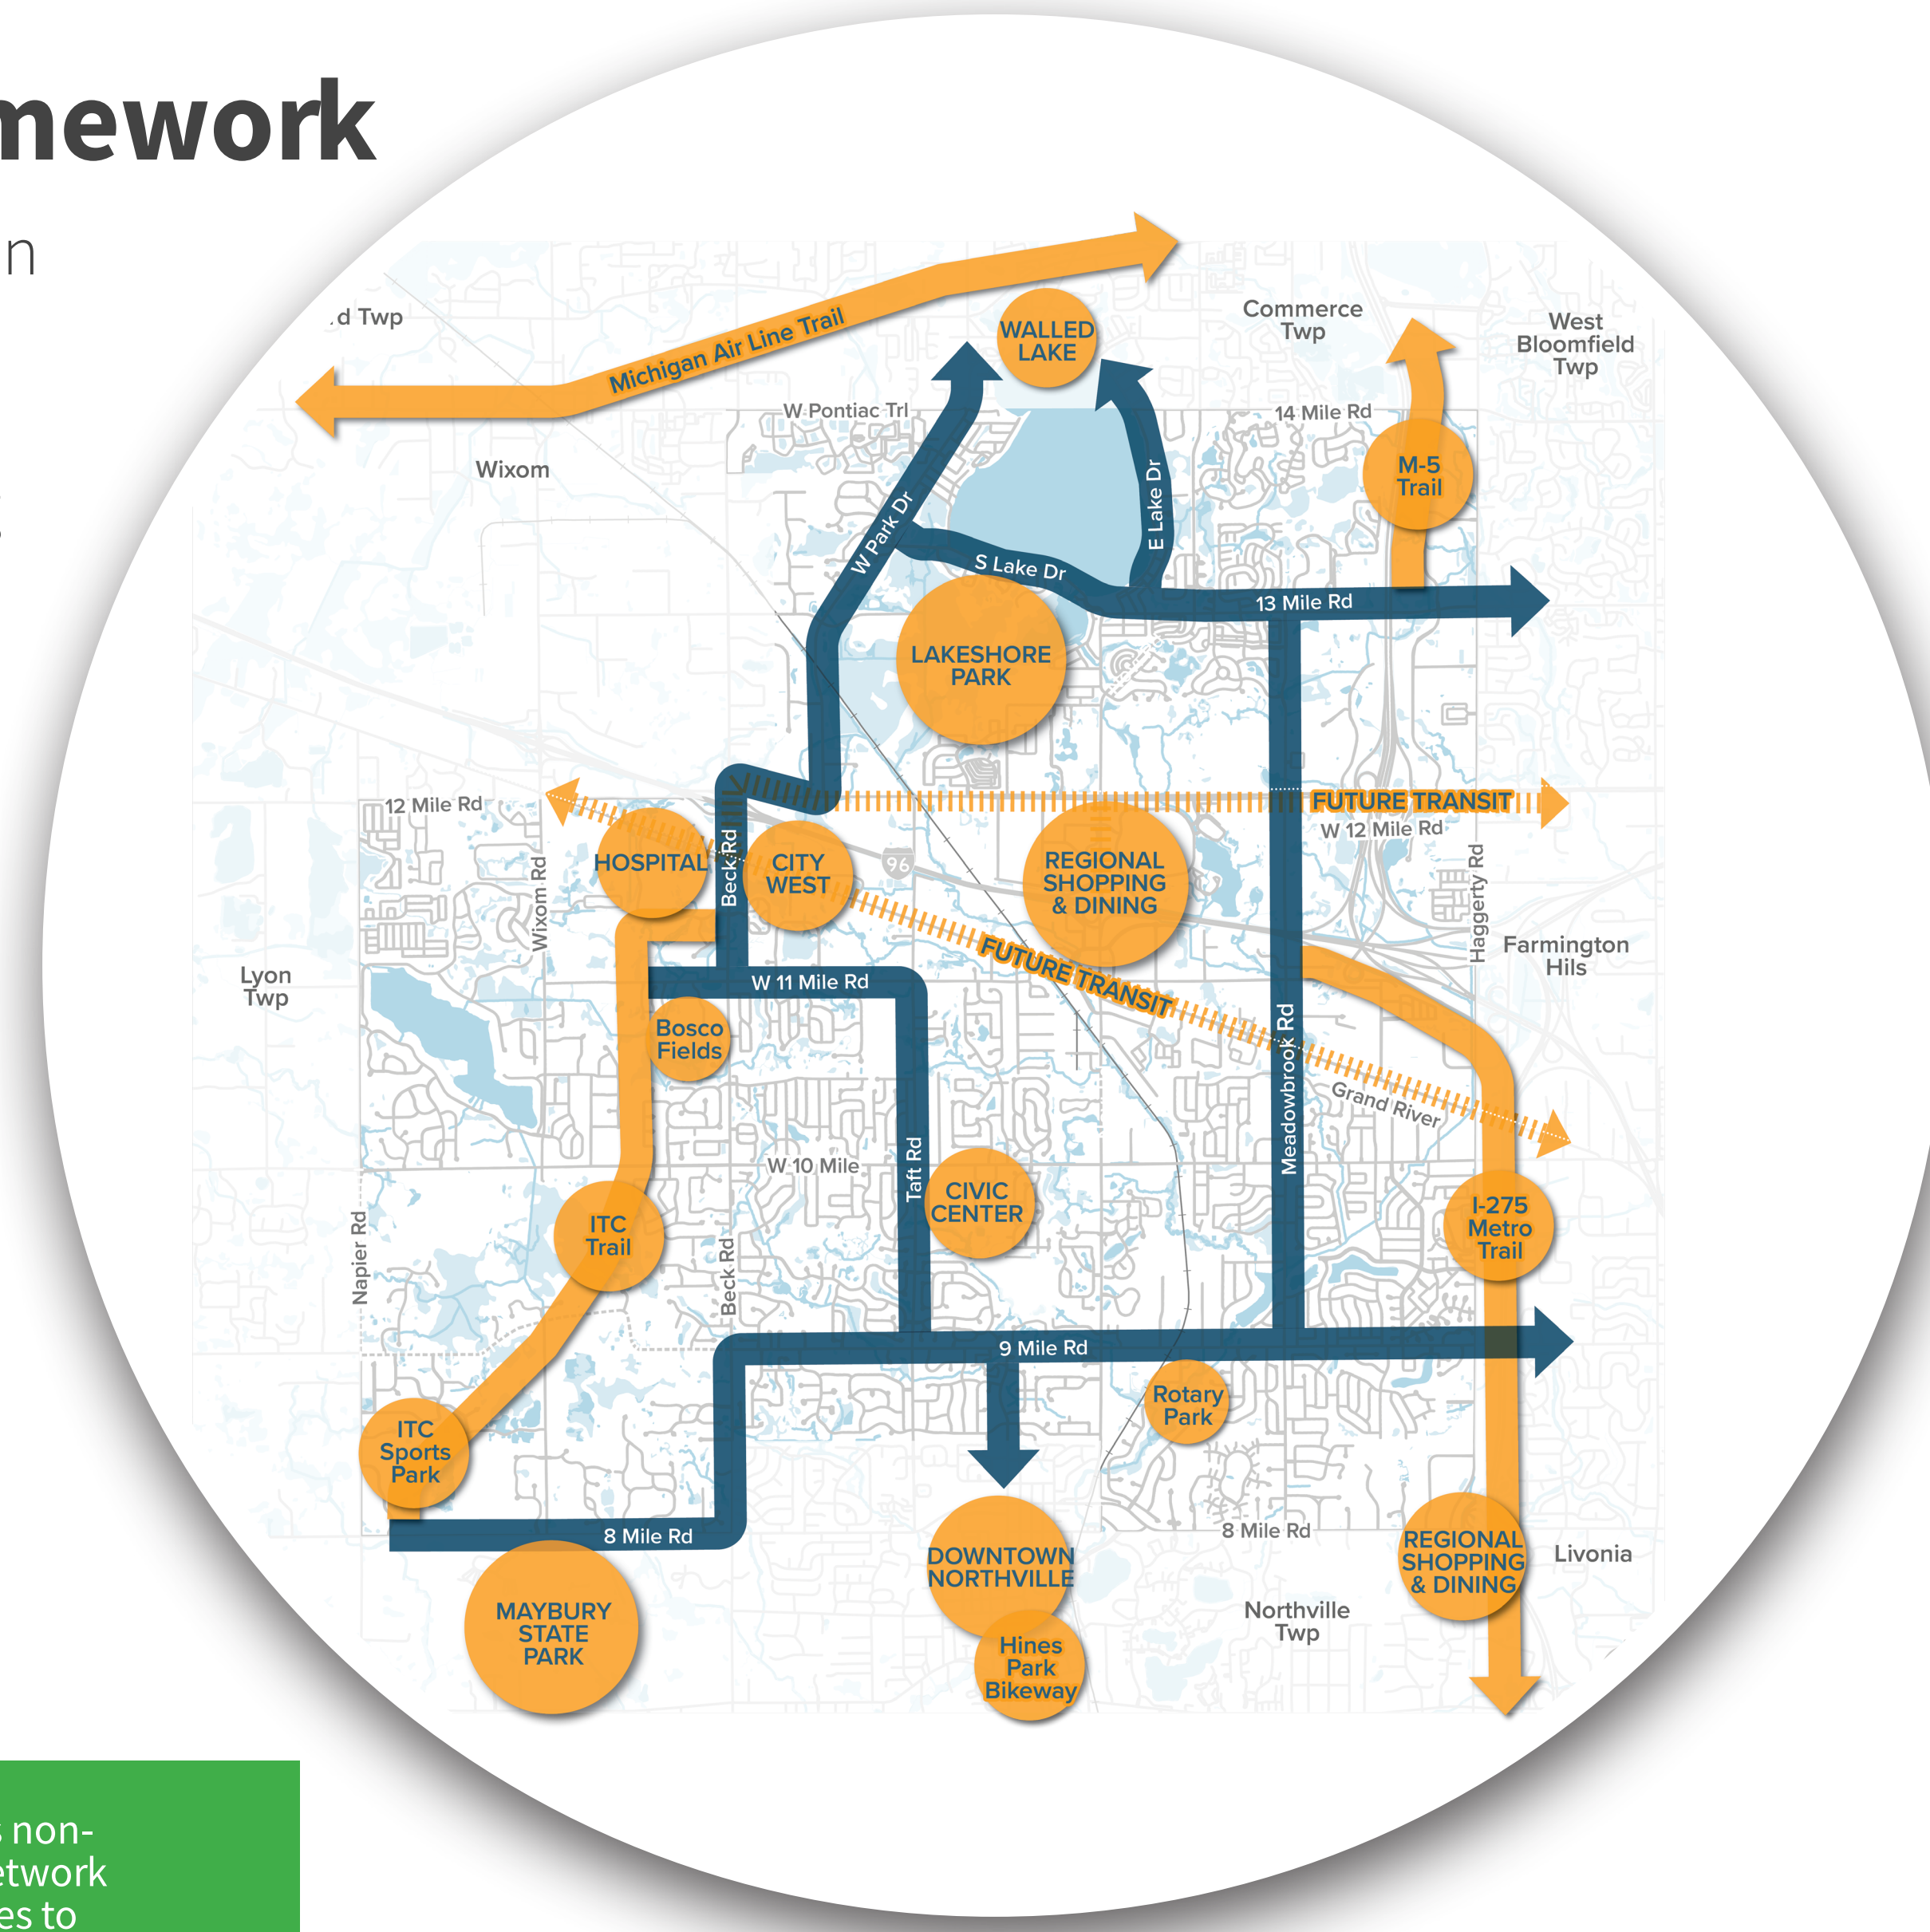 mework
n
d Twp
Michigan Air Line Trail
WALLED
LAKE
Commerce
Twp
West
Bloomfield
Twp
W Pontiac Trl
14 Mile Rd
Wixom
M-5
Trail
W Park Dr
E Lake Dr
S Lake Dr
13 Mile Rd
LAKESHORE
PARK
12 Mile Rd
FUTURE TRANSIT
W 12 Mile Rd
HOSPITAL
Beck Rd
CITY
WEST
96
REGIONAL
SHOPPING
& DINING
Wixom Rd
Haggerty Rd
Farmington
Hils
FUTURE TRANSIT
Lyon
Twp
W 11 Mile Rd
Bosco
Fields
Meadowbrook Rd
Grand River
W 10 Mile
Taft Rd
CIVIC
CENTER
ITC
Trail
I-275
Metro
Trail
Napier Rd
Beck Rd
9 Mile Rd
Rotary
Park
ITC
Sports
Park
8 Mile Rd
8 Mile Rd
DOWNTOWN
NORTHVILLE
REGIONAL
SHOPPING
& DINING
Livonia
MAYBURY
STATE
PARK
Northville
Twp
Hines
Park
Bikeway
s non-
etwork
es to